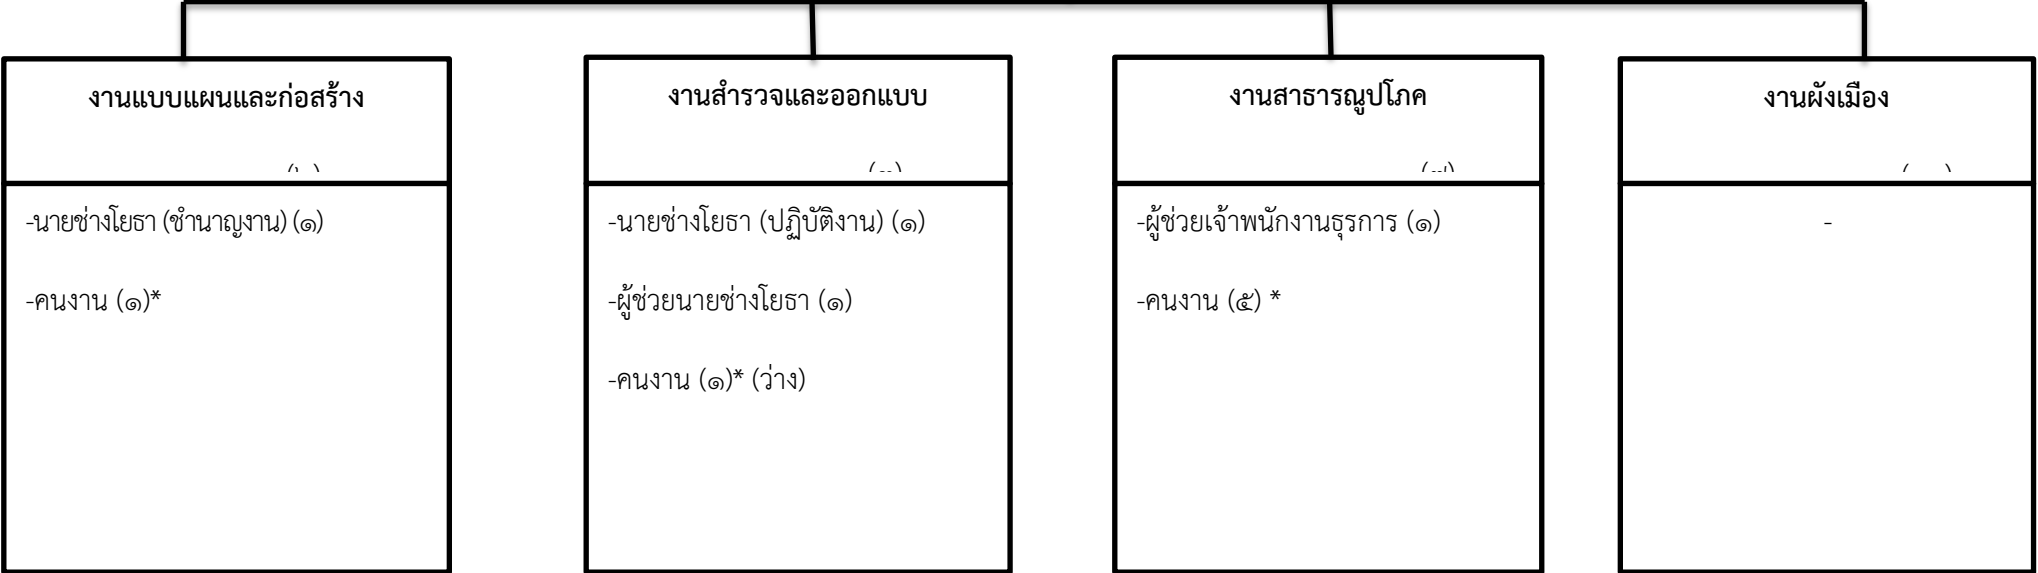 งานแบบแผนและก่อสร้าง
-นายช่างโยธา (ชำนาญงาน) (๑)
-คนงาน (๑)*
งานสำรวจและออกแบบ
-นายช่างโยธา (ปฏิบัติงาน) (๑)
-ผู้ช่วยนายช่างโยธา (๑)
-คนงาน (๑)* (ว่าง)
งานสาธารณูปโภค
-ผู้ช่วยเจ้าพนักงานธุรการ (๑)
-คนงาน (๕) *
งานผังเมือง
-